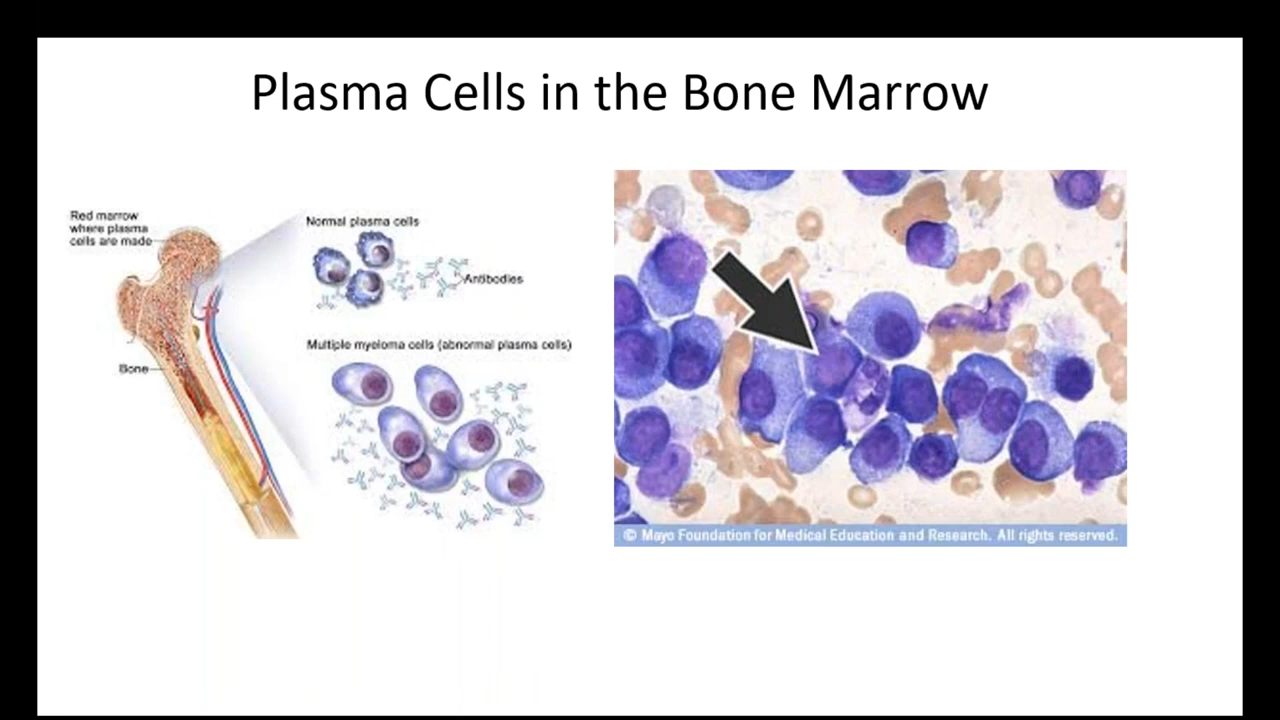 Plasma Cells in the Bone Marrow
Red marrow
where plasma
cells are made
Normal plasma cells
Antibodies
Multiple myeloma cells (abnormal plasma cells)
Bone
© Mayo Foundation for Medical Education and Research. All rights reserved.